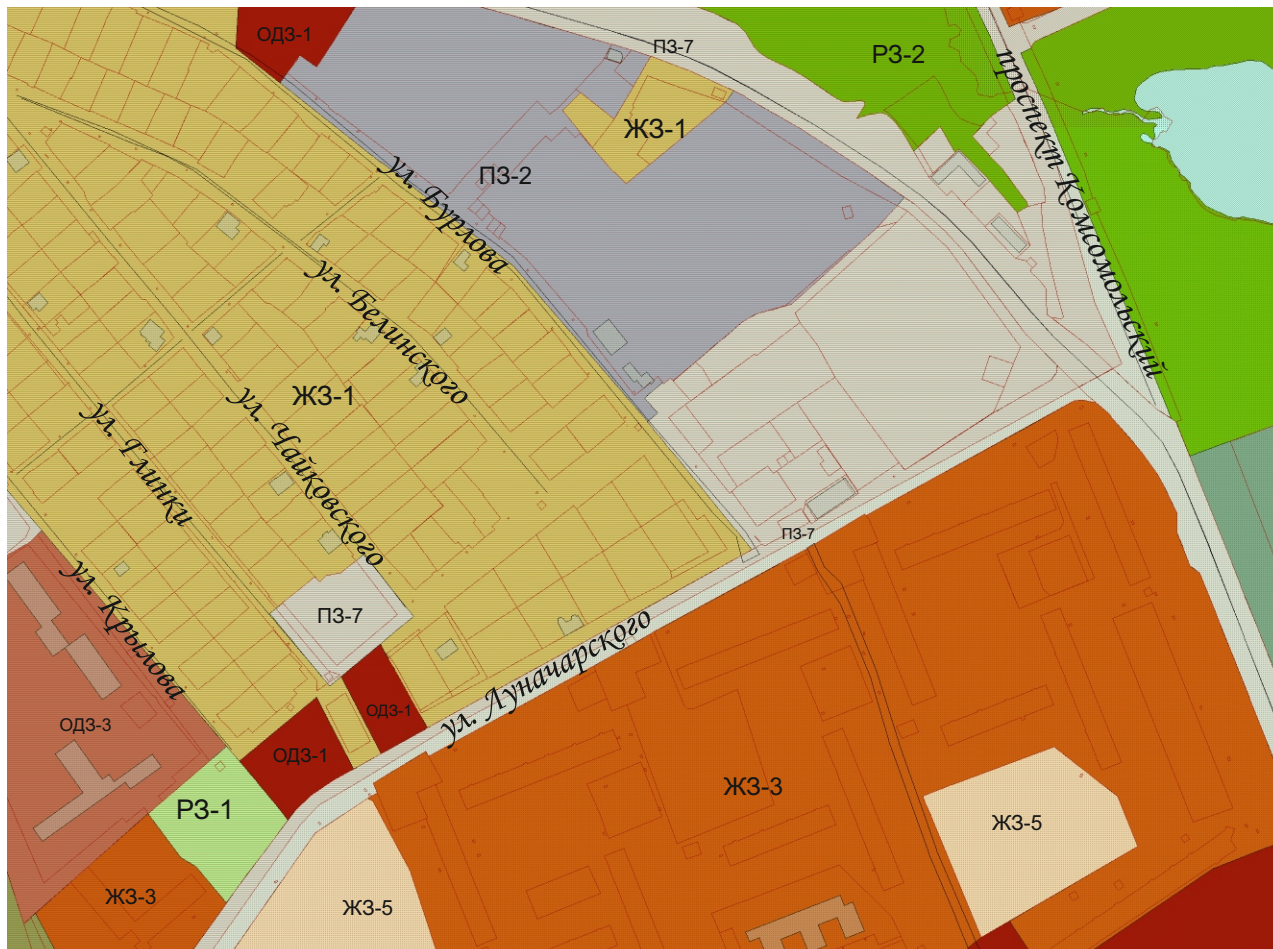 ОДЗ-1
ПЗ-7
РЗ-2
проспект Комсомольский
ЖЗ-1
ПЗ-2
ул. Бурлова
ул. Белинского
ЖЗ-1
ул. Чайковского
ул. Глинки
ПЗ-7
ул. Крылова
ПЗ-7
ул. Луначарского
ОДЗ-1
ОДЗ-3
ОДЗ-1
ЖЗ-3
РЗ-1
ЖЗ-5
ЖЗ-3
ЖЗ-5